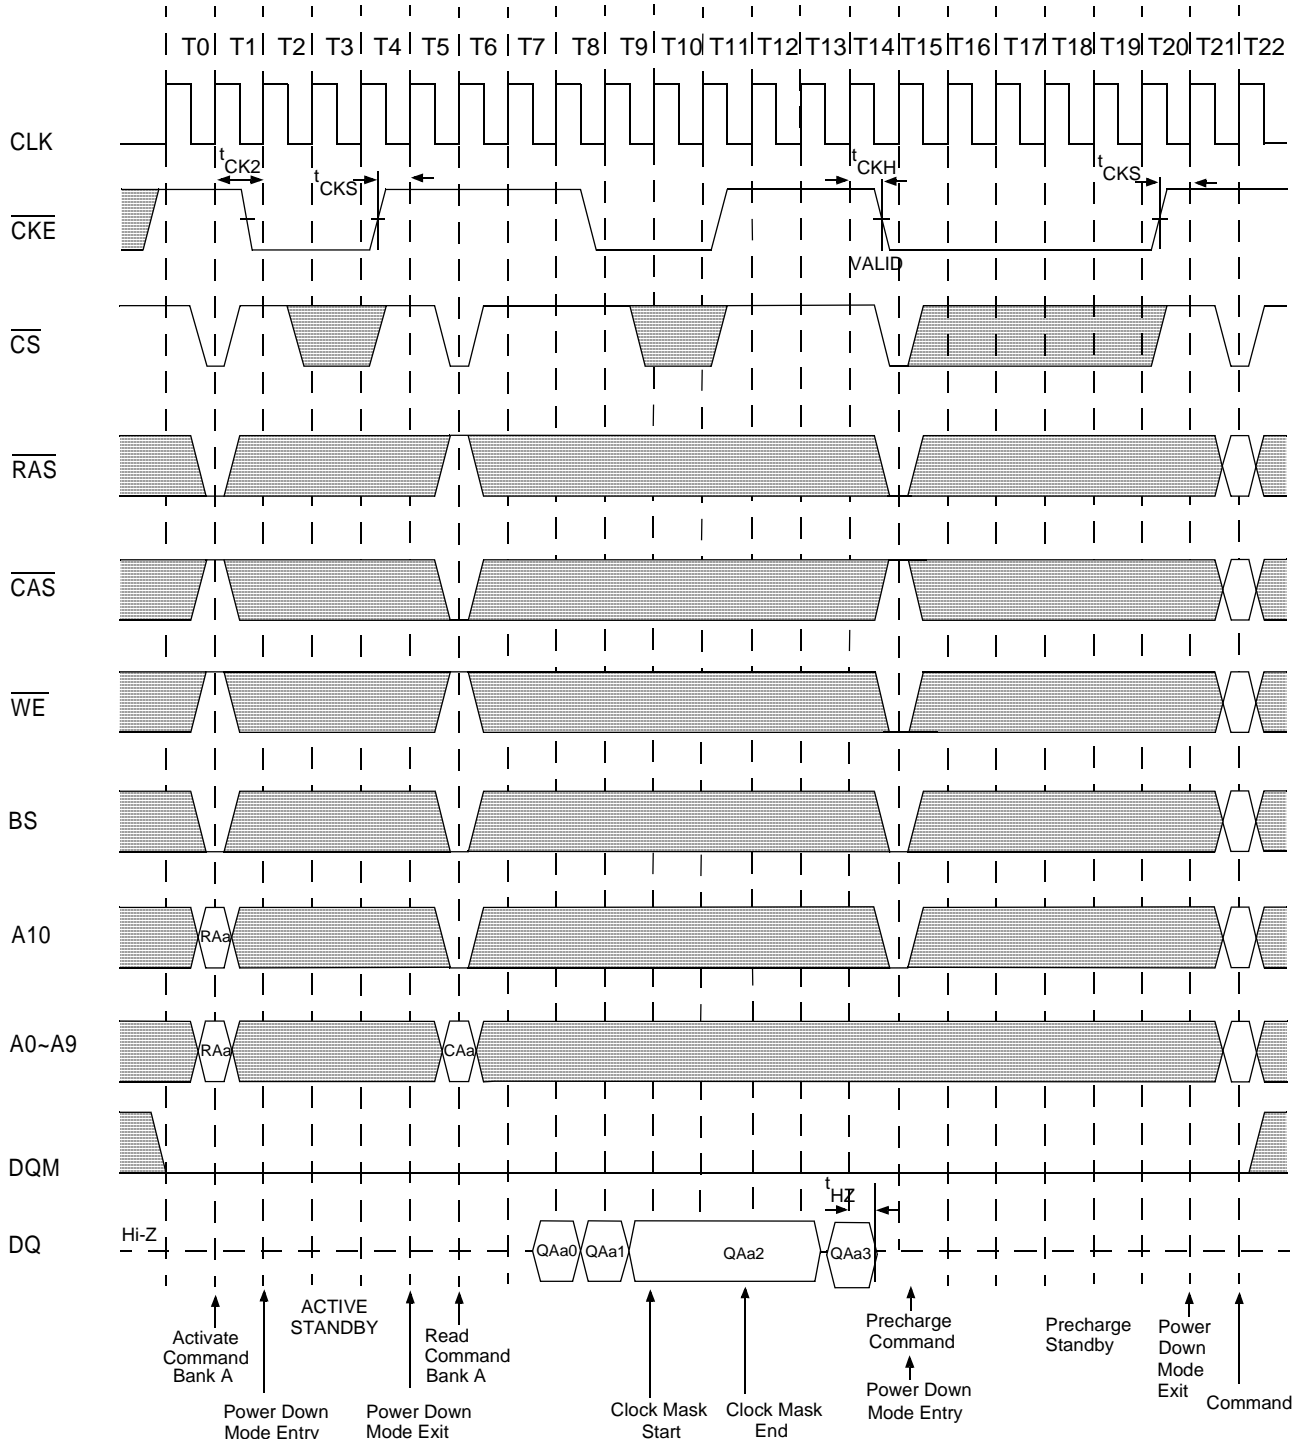 T0 T1 T2 T3 T4 T5 T6 T7 T8 T9 T10 T11 T12 T13 T14 T15 T16 T17 T18 T19 T20 T21 T22
CLK
tCK2
tCKS
tCKH
tCKS
CKE
VALID
CS
RAS
CAS
WE
BS
A10
RAa
A0~A9
RAa
CAa
DQM
tHZ
DQ
Hi-Z
QAa0
QAa1
QAa2
QAa3
Activate
Command
Bank A
ACTIVE
STANDBY
Read
Command
Bank A
Precharge
Command
Precharge
Standby
Power
Down
Mode
Exit
Command
Power Down
Mode Entry
Power Down
Mode Exit
Clock Mask
Start
Clock Mask
End
Power Down
Mode Entry